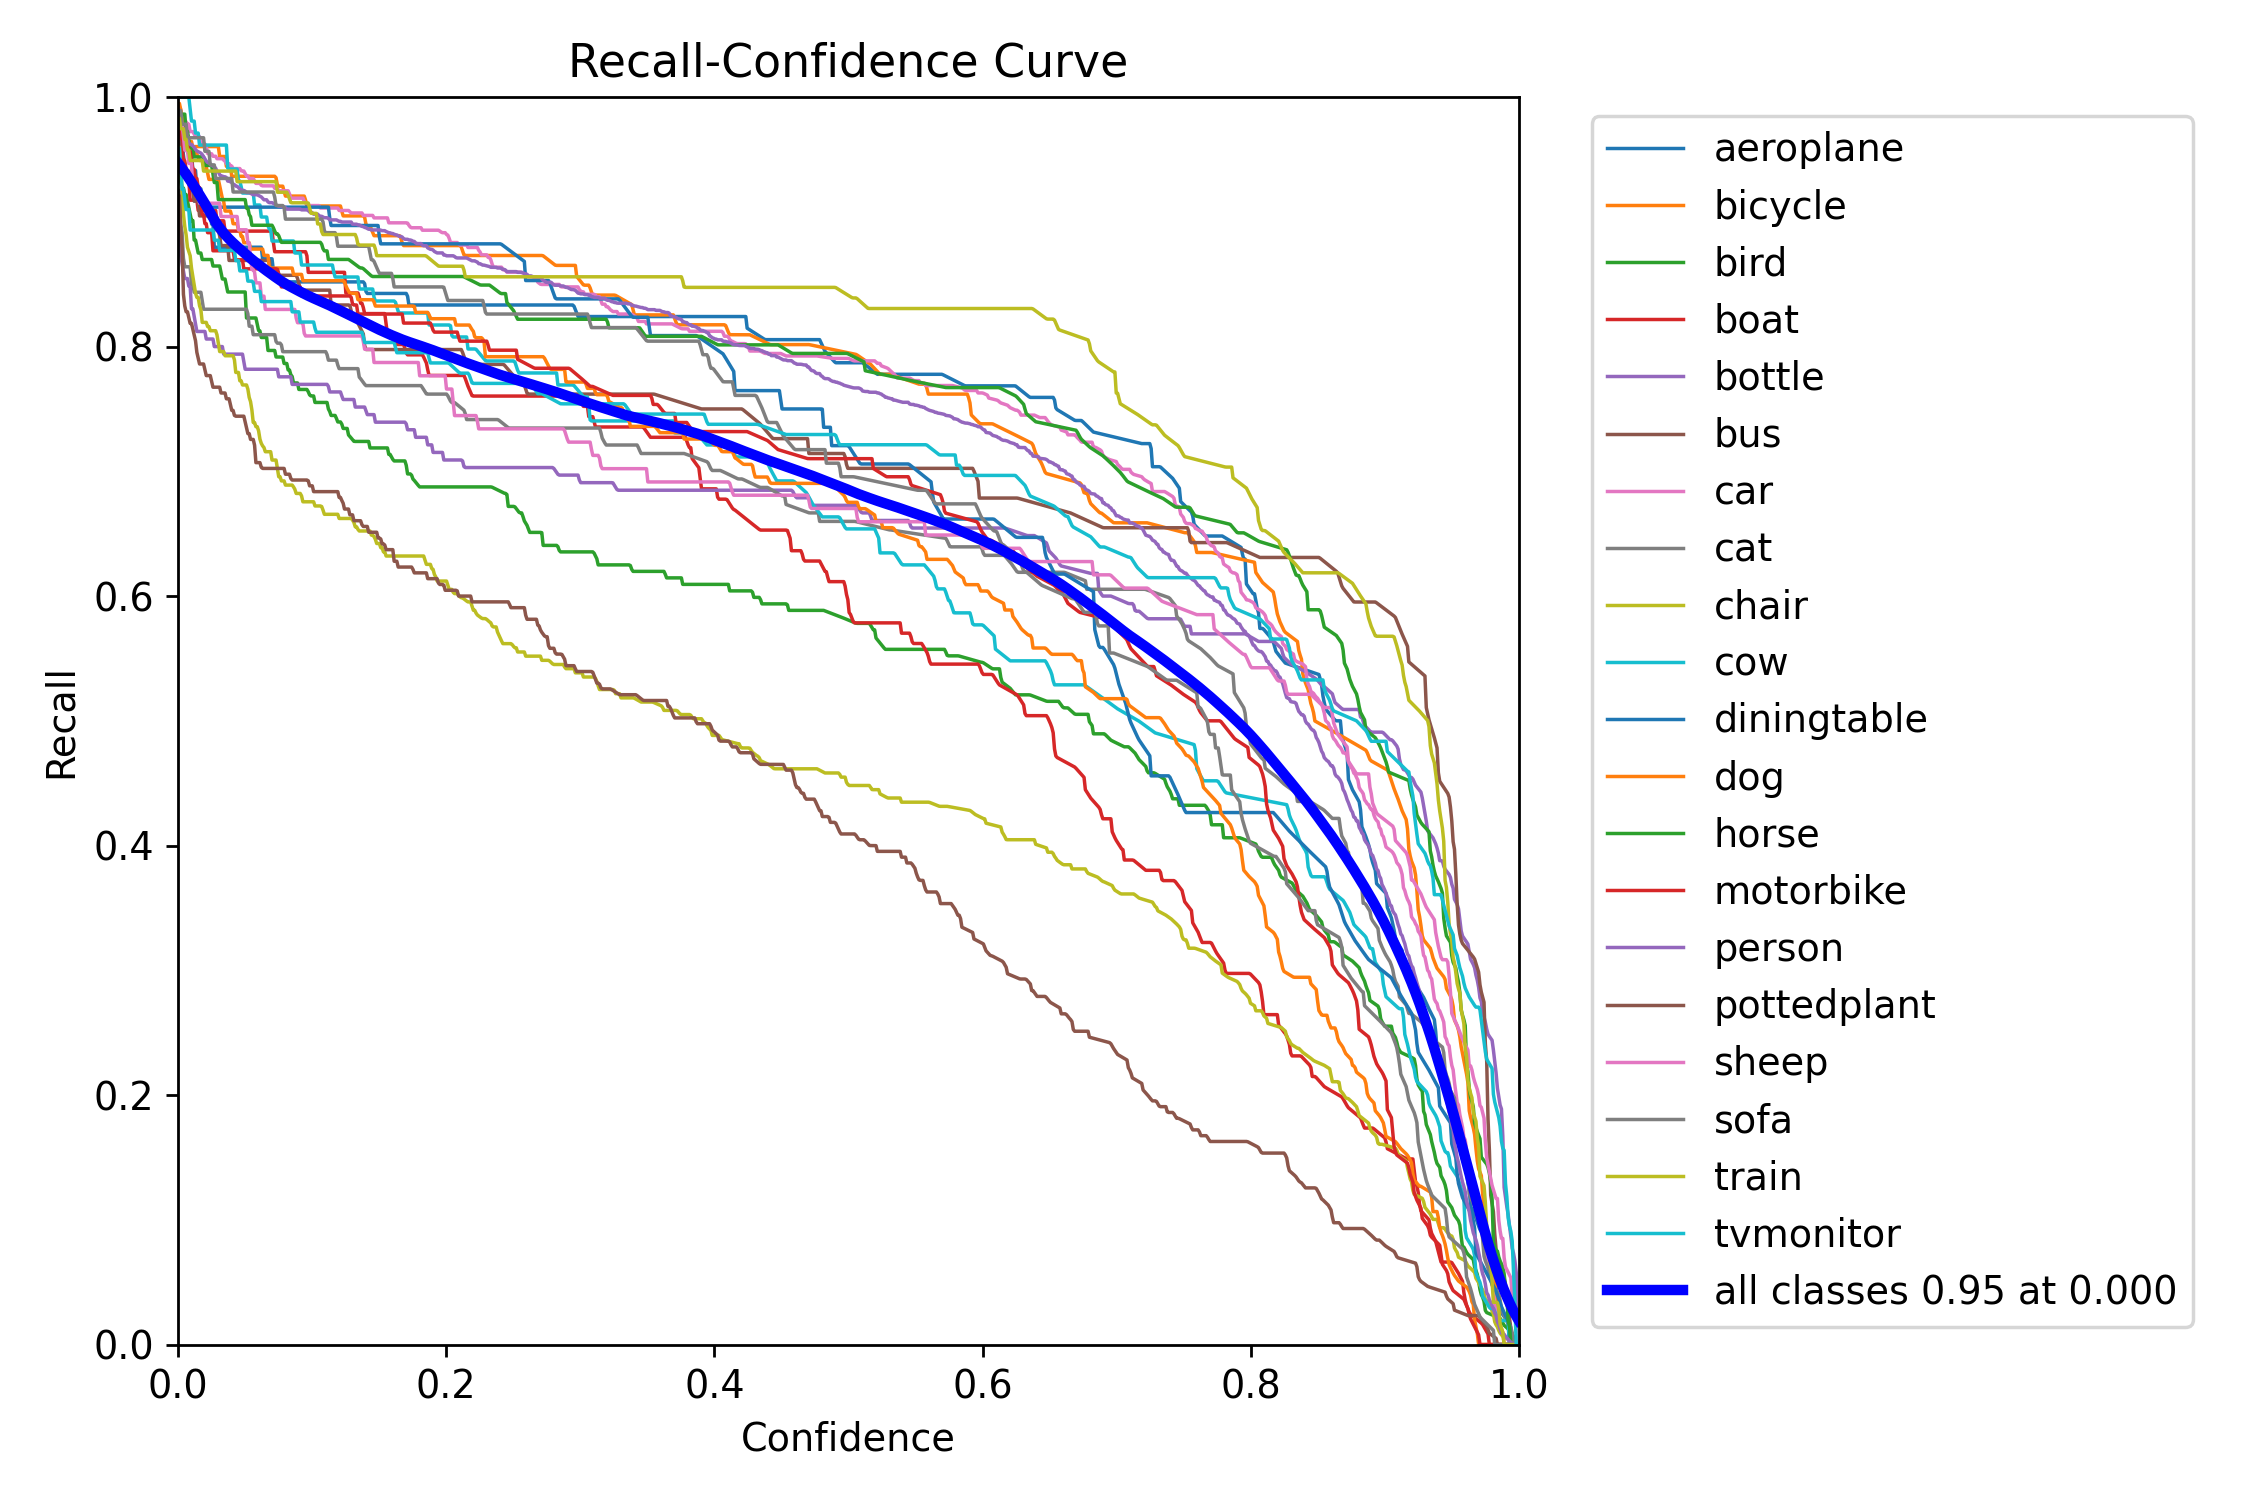 Recall-Confidence Curve
1.0
0.8
0.6
0.4
0.2
0.0
Recall
0.0 0.2 0.4 0.6 0.8 1.0
Confidence
aeroplane
bicycle
bird
boat
bottle
bus
car
cat
chair
cow
diningtable
dog
horse
motorbike
person
pottedplant
sheep
sofa
train
tvmonitor
all classes 0.95 at 0.000